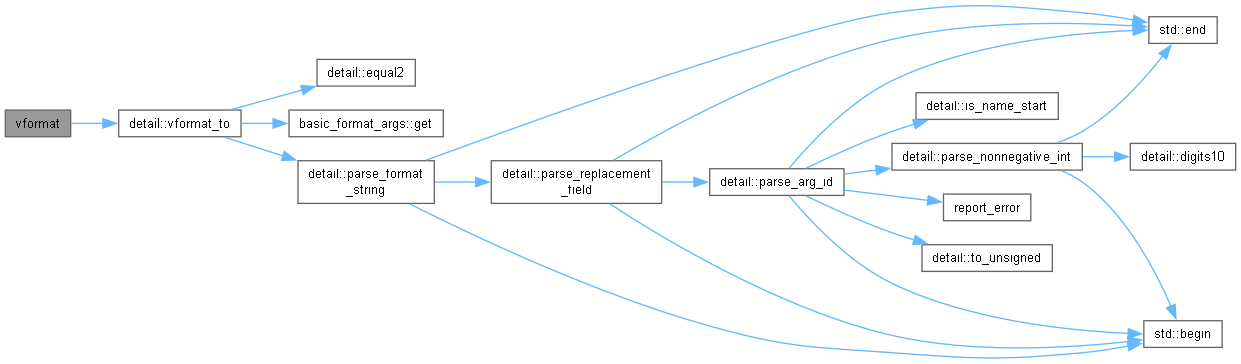 vformat
detail::vformat_to
detail::equal2
basic_format_args::get
detail::parse_format
_string
detail::parse_replacement
_field
detail::parse_arg_id
detail::is_name_start
detail::parse_nonnegative_int
report_error
detail::to_unsigned
std::end
detail::digits10
std::begin